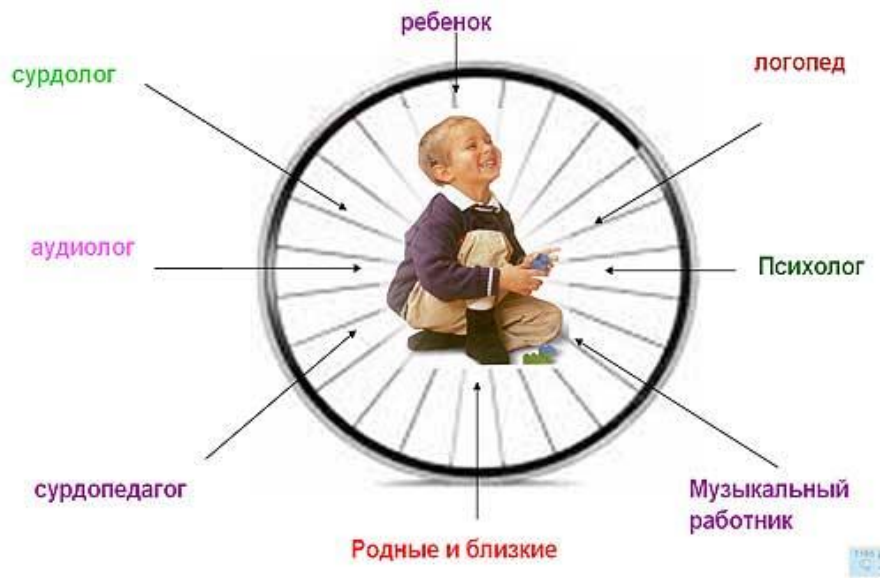 ребенок
сурдолог
логопед
аудиолог
Психолог
сурдопедагог
Музыкальный
работник
Родные и близкие